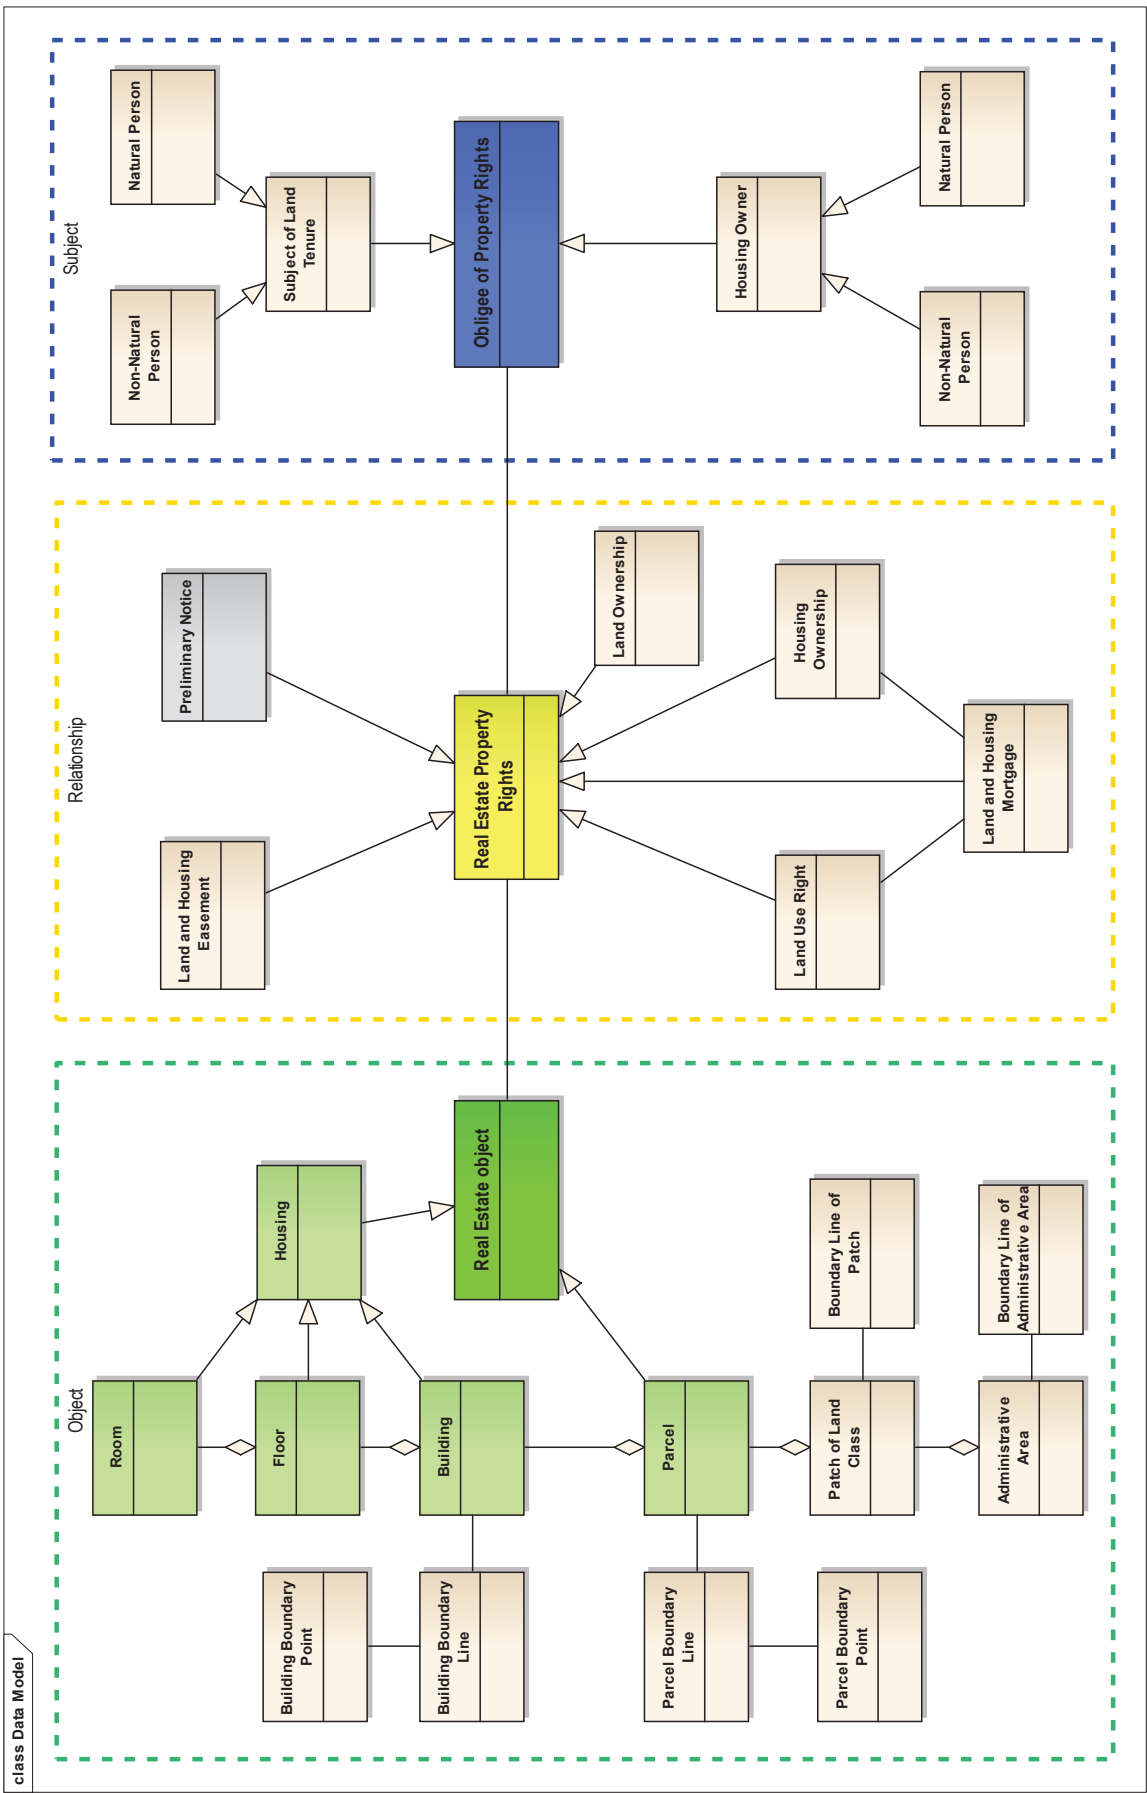 class Data Model
Object
Room
Floor
Housing
Building
Real Estate object
Building Boundary
Point
Building Boundary
Line
Parcel
Parcel Boundary
Line
Parcel Boundary
Point
Patch of Land
Class
Boundary Line of
Patch
Administrative
Area
Boundary Line of
Administrative Area
Relationship
Land and Housing
Easement
Preliminary Notice
Real Estate Property
Rights
Land Ownership
Land Use Right
Housing
Ownership
Land and Housing
Mortgage
Subject
Non-Natural
Person
Natural Person
Subject of Land
Tenure
Obligee of Property Rights
Housing Owner
Non-Natural
Person
Natural Person